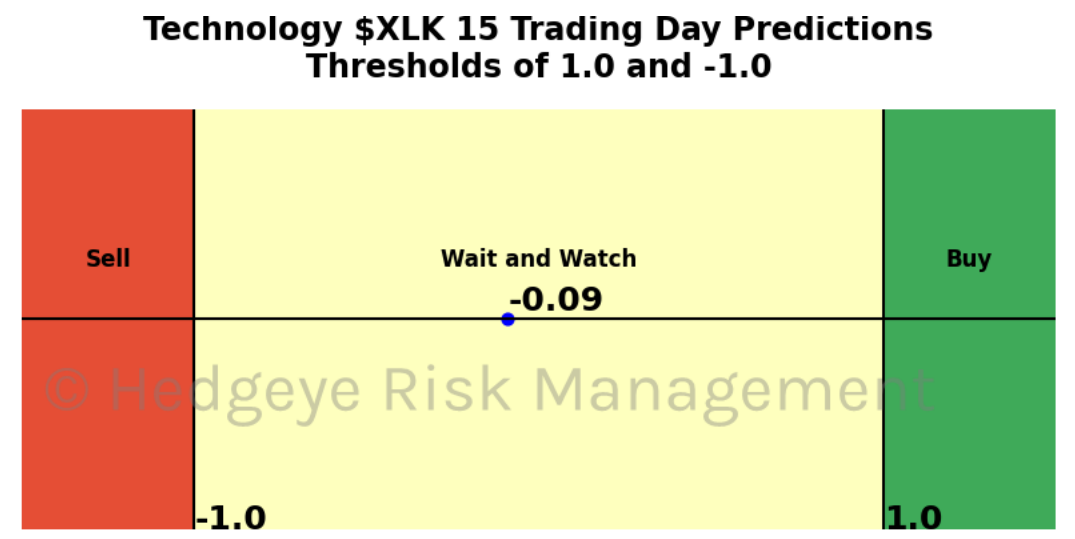 Technology $XLK 15 Trading Day Predictions
Thresholds of 1.0 and -1.0
Sell
Wait and Watch
Buy
-0.09
© Hedgeye Risk Management
-1.0
1.0